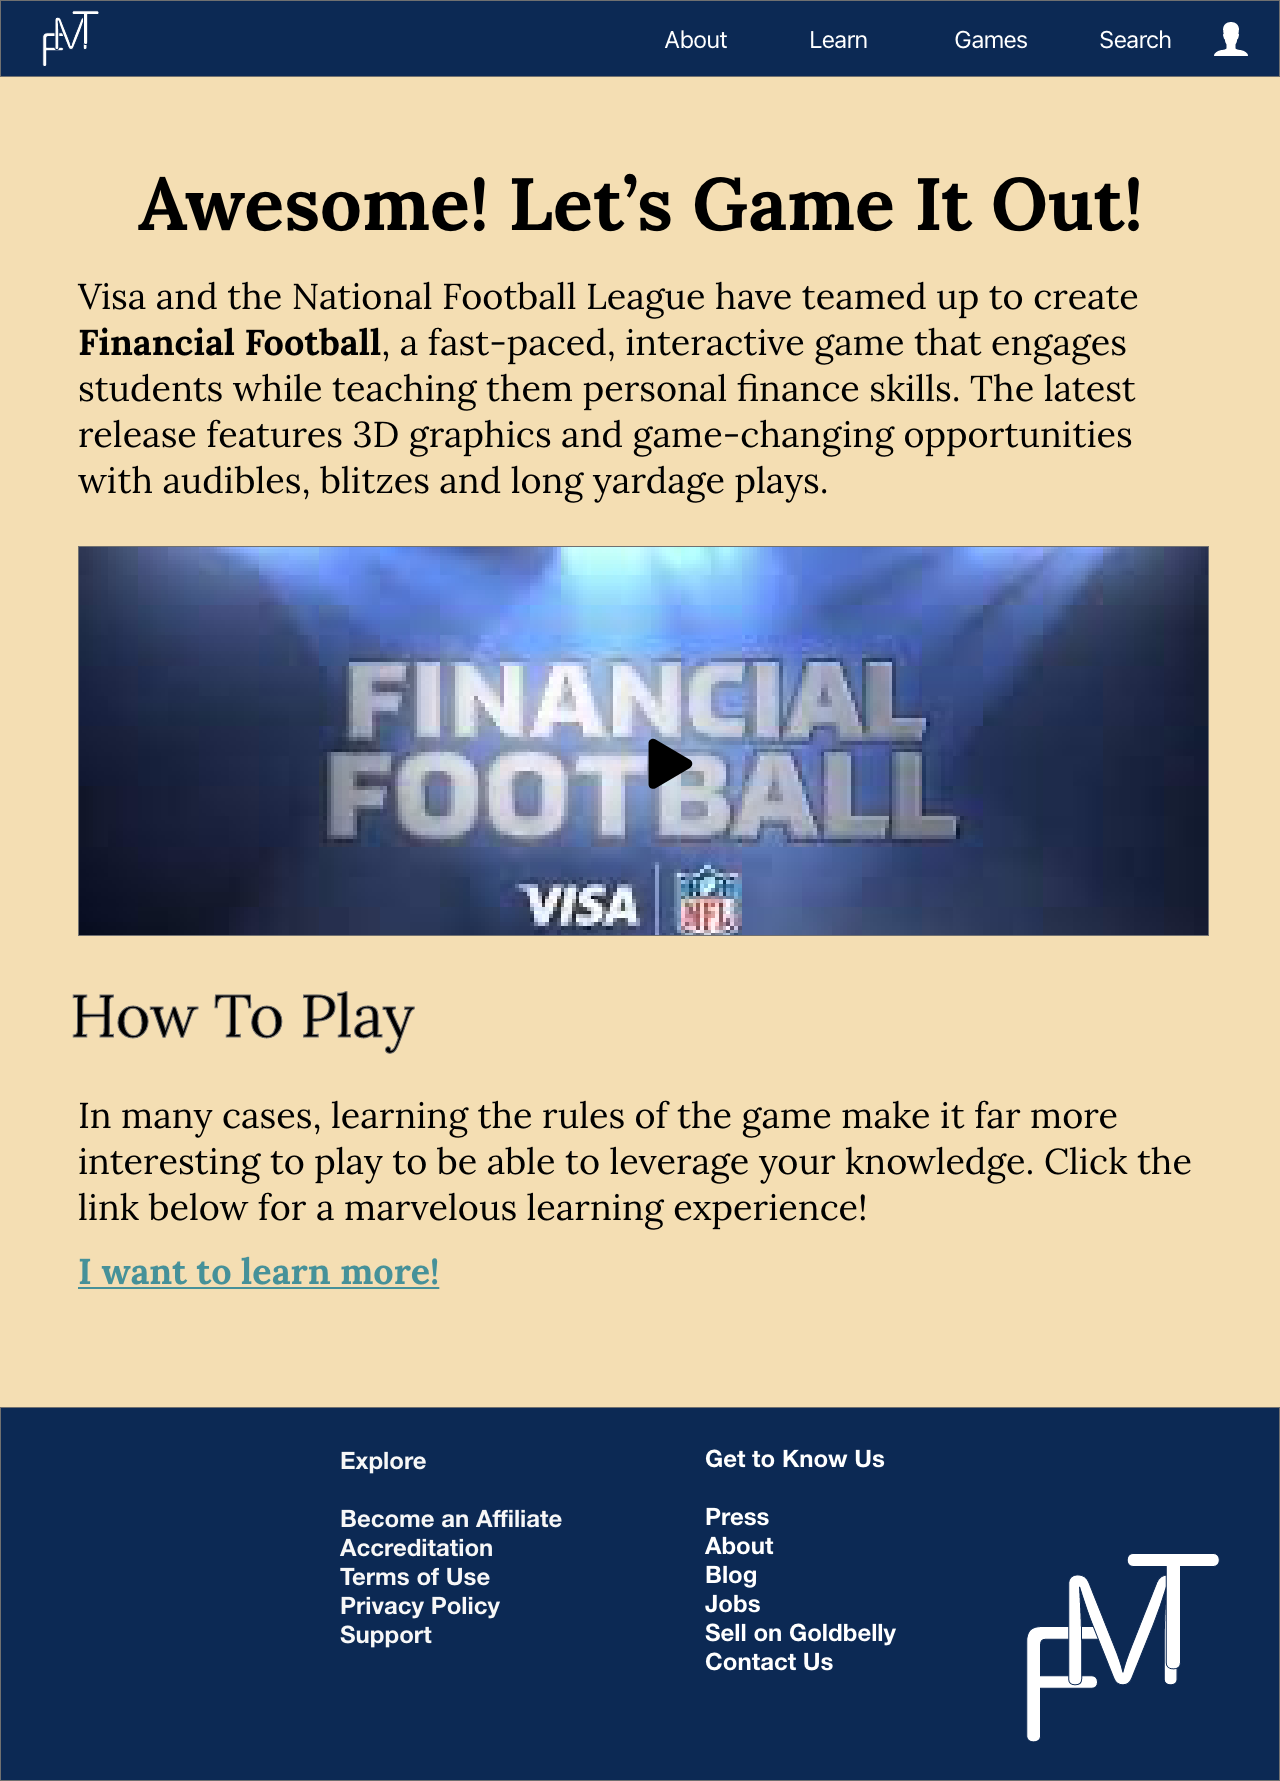 FMT
About Learn Games Search
Awesome! Let’s Game It Out!
Visa and the National Football League have teamed up to create
Financial Football, a fast-paced, interactive game that engages
students while teaching them personal finance skills. The latest
release features 3D graphics and game-changing opportunities
with audibles, blitzes and long yardage plays.
FINANCIAL
FOOTBALL
VISA NFL
How To Play
In many cases, learning the rules of the game make it far more
interesting to play to be able to leverage your knowledge. Click the
link below for a marvelous learning experience!
I want to learn more!
Explore
Become an Affiliate
Accreditation
Terms of Use
Privacy Policy
Support
Get to Know Us
Press
About
Blog
Jobs
Sell on Goldbelly
Contact Us
FMT